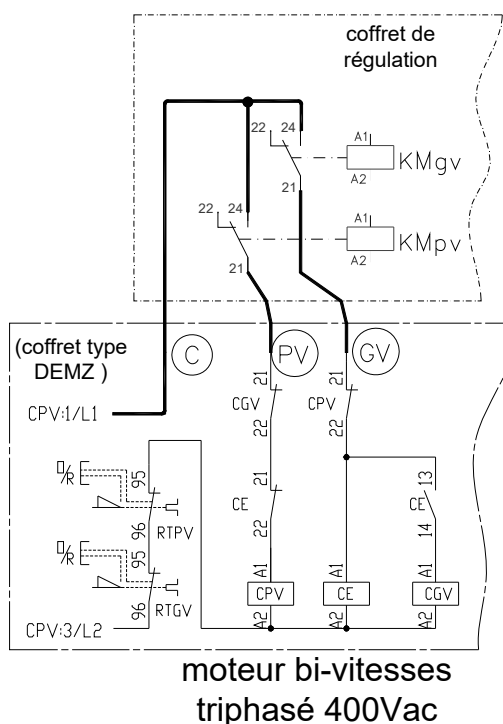 coffret de
régulation
22 24
A1
KMgv
A2
21
22 24
A1
KMpv
A2
21
(coffret type
DEMZ )
C
PV
GV
CPV:1/L1
21
CGV
22
21
CPV
22
O/R
95
96
RTPV
21
CE
22
13
CE
14
O/R
95
96
RTGV
A1
CPV
A2
A1
CE
A2
A1
CGV
A2
CPV:3/L2
moteur bi-vitesses
triphasé 400Vac